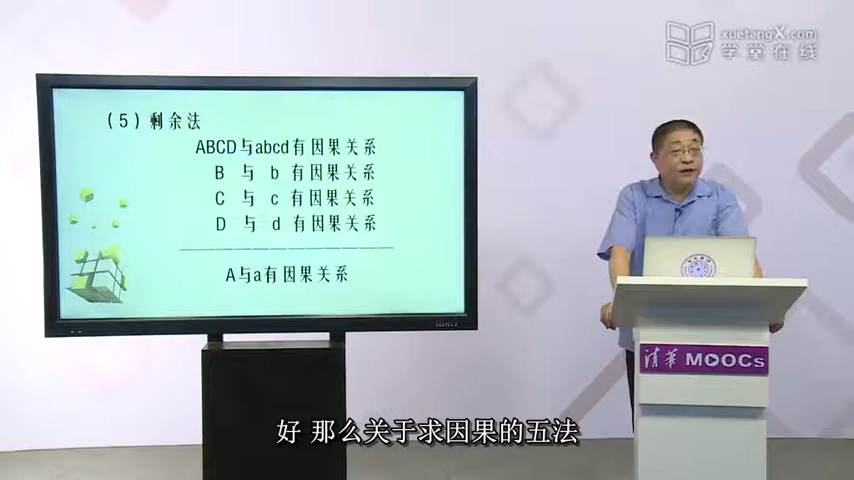 xuetangX.com
学堂在线
(5)剩余法
ABCD与abcd有因果关系
B 与 b 有因果关系
C 与 c 有因果关系
D 与 d 有因果关系
A与a有因果关系
清華 MOOCs
好 那么关于求因果的五法